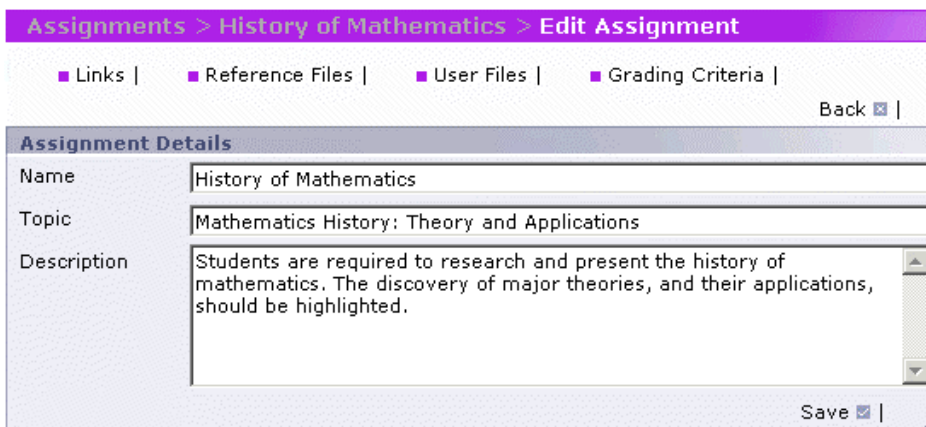 Assignments > History of Mathematics > Edit Assignment
Links | Reference Files | User Files | Grading Criteria |
Back |
Assignment Details
Name History of Mathematics
Topic Mathematics History: Theory and Applications
Description Students are required to research and present the history of
mathematics. The discovery of major theories, and their applications,
should be highlighted.
Save |